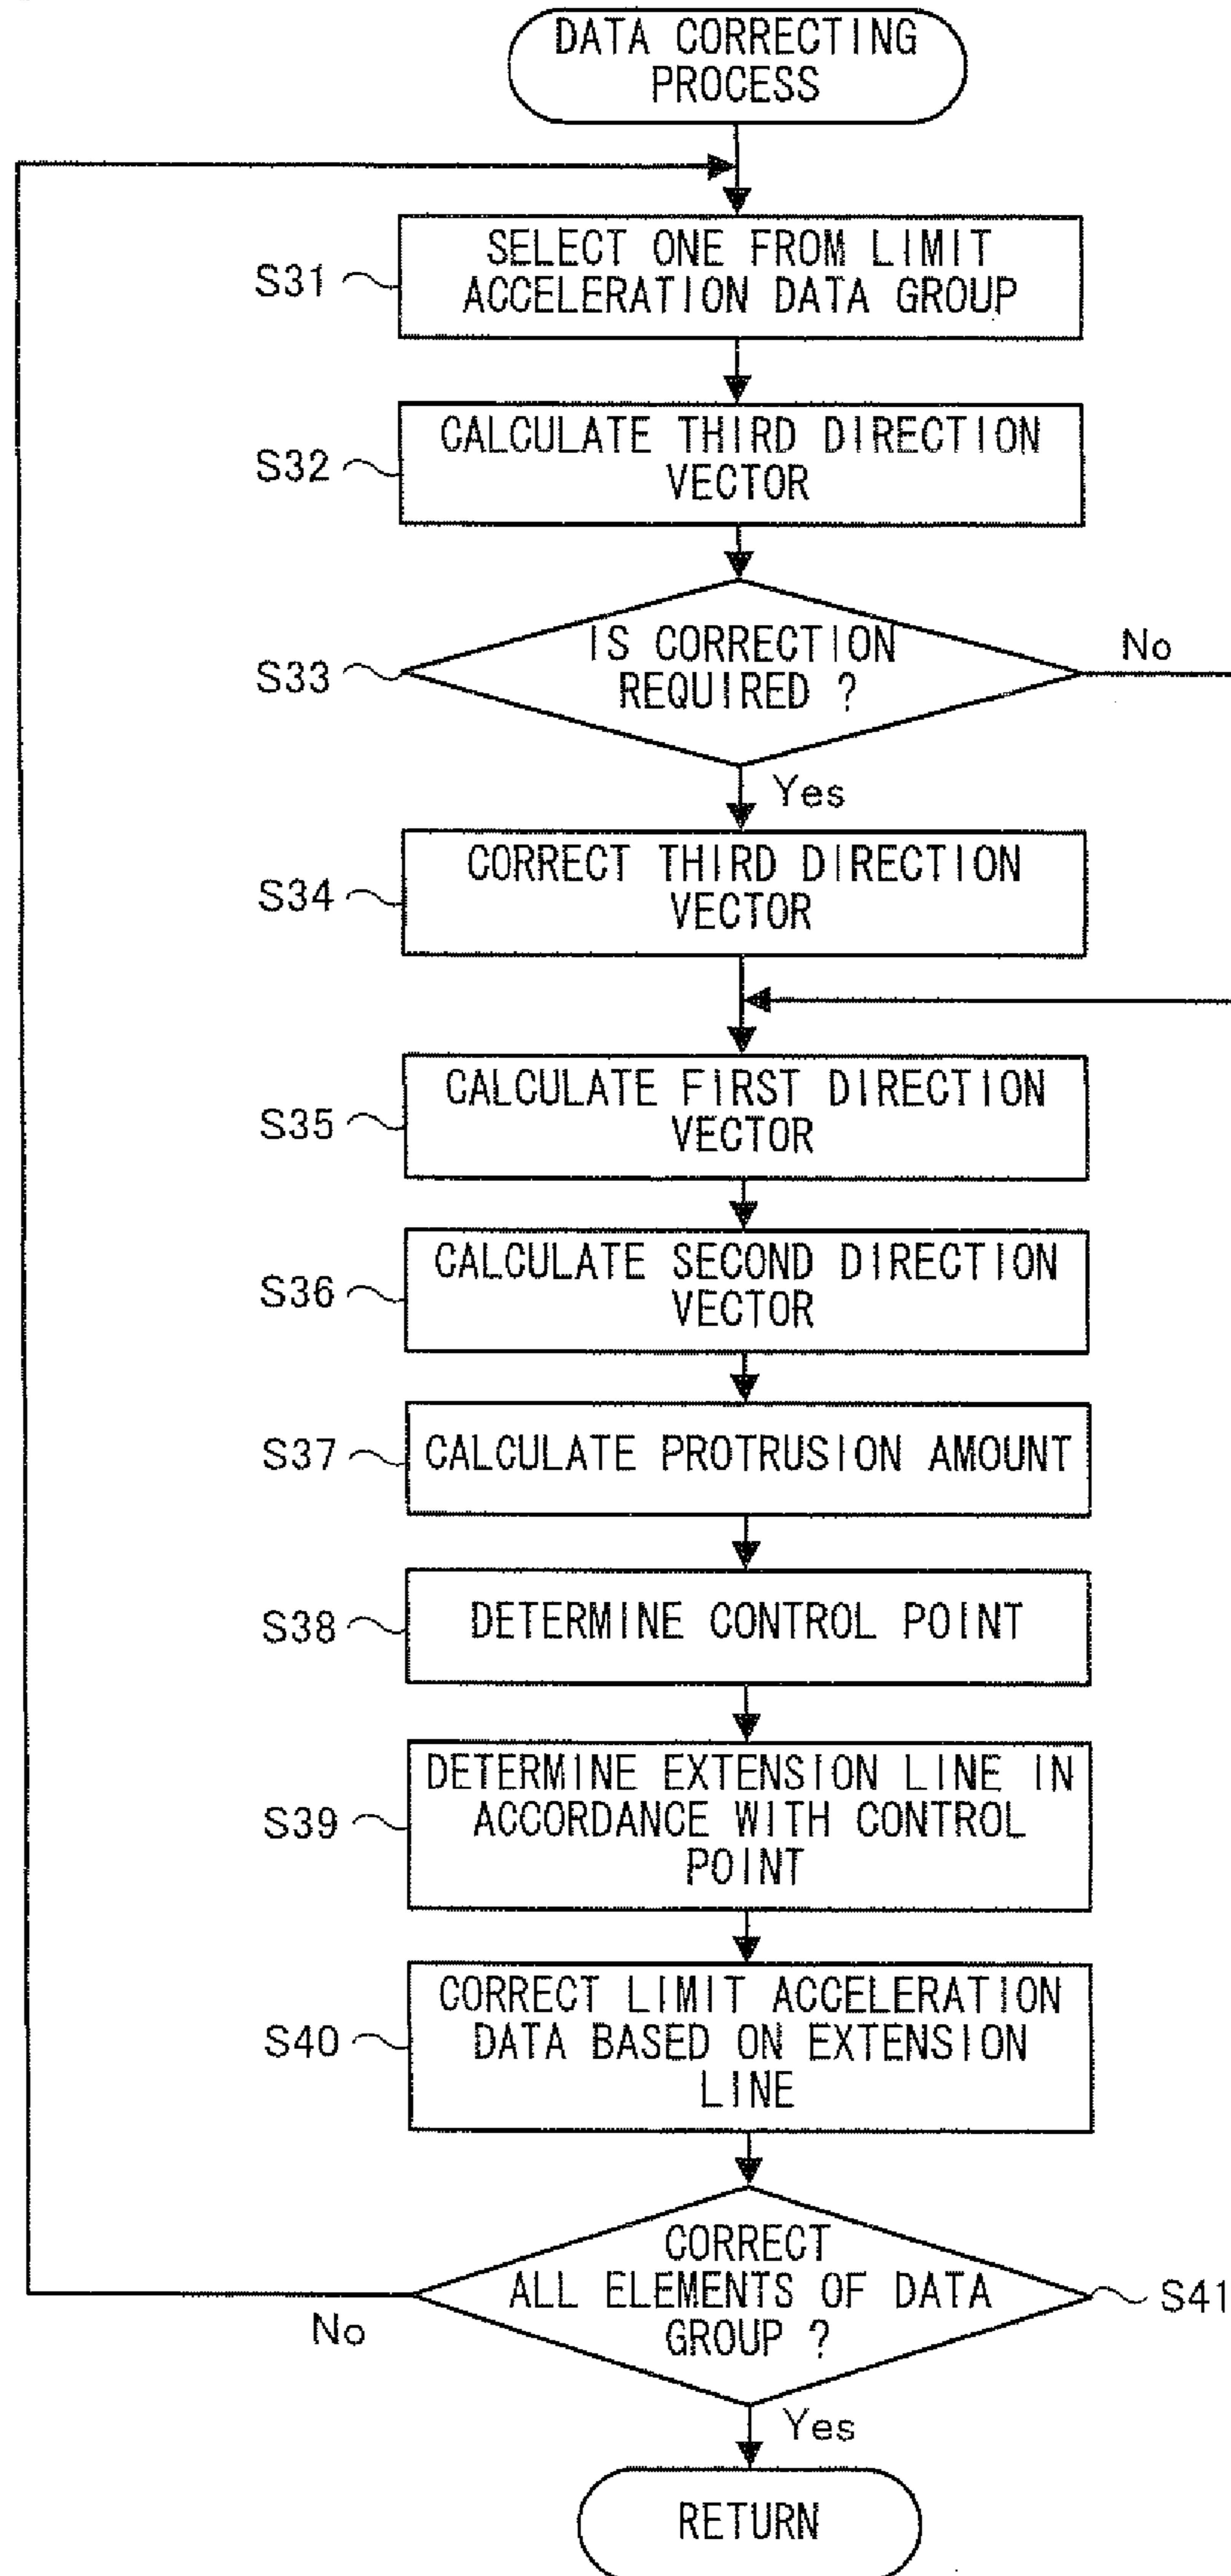 DATA CORRECTING
PROCESS
S31
SELECT ONE FROM LIMIT
ACCELERATION DATA GROUP
S32
CALCULATE THIRD DIRECTION
VECTOR
S33
IS CORRECTION
REQUIRED ?
No
Yes
S34
CORRECT THIRD DIRECTION
VECTOR
S35
CALCULATE FIRST DIRECTION
VECTOR
S36
CALCULATE SECOND DIRECTION
VECTOR
S37
CALCULATE PROTRUSION AMOUNT
S38
DETERMINE CONTROL POINT
S39
DETERMINE EXTENSION LINE IN
ACCORDANCE WITH CONTROL
POINT
S40
CORRECT LIMIT ACCELERATION
DATA BASED ON EXTENSION
LINE
CORRECT
ALL ELEMENTS OF DATA
GROUP ?
S41
No
Yes
RETURN